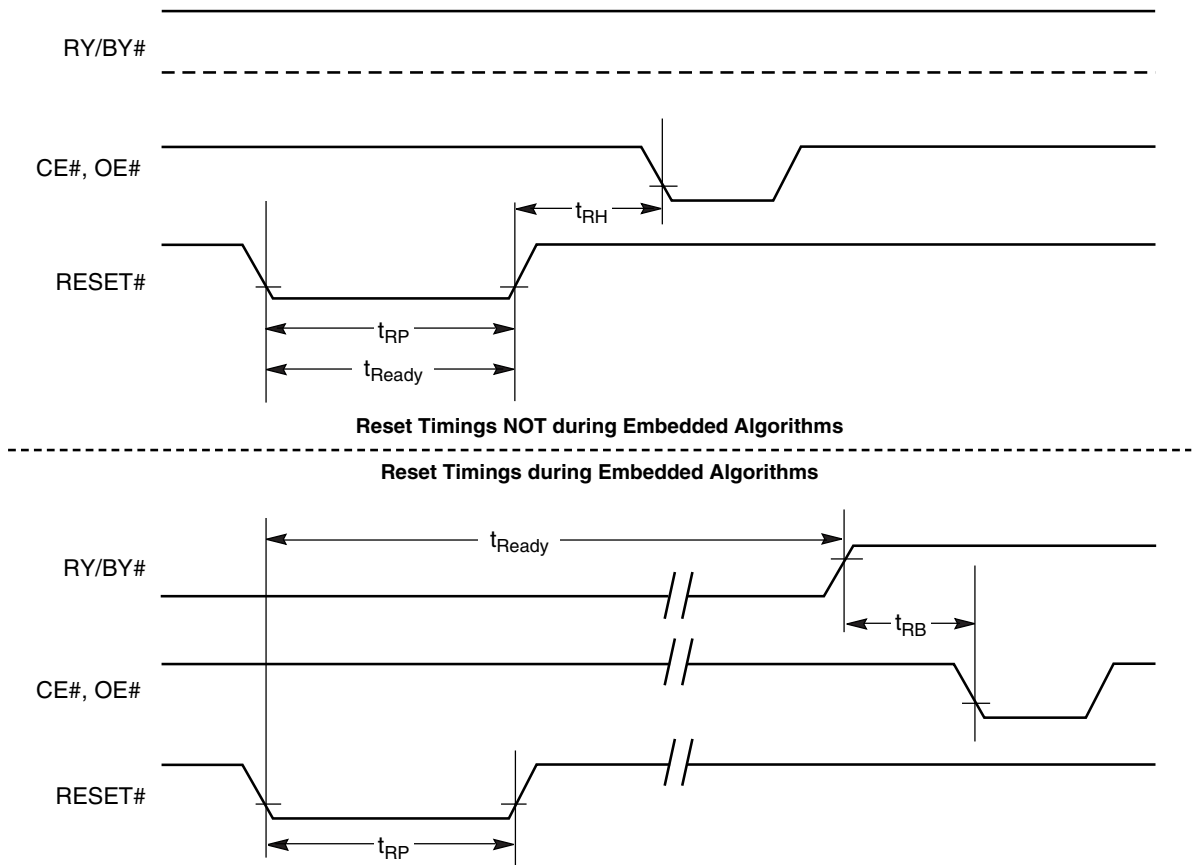 RY/BY#
CE#, OE#
tRH
RESET#
tRP
tReady
Reset Timings NOT during Embedded Algorithms
Reset Timings during Embedded Algorithms
tReady
RY/BY#
tRB
CE#, OE#
RESET#
tRP